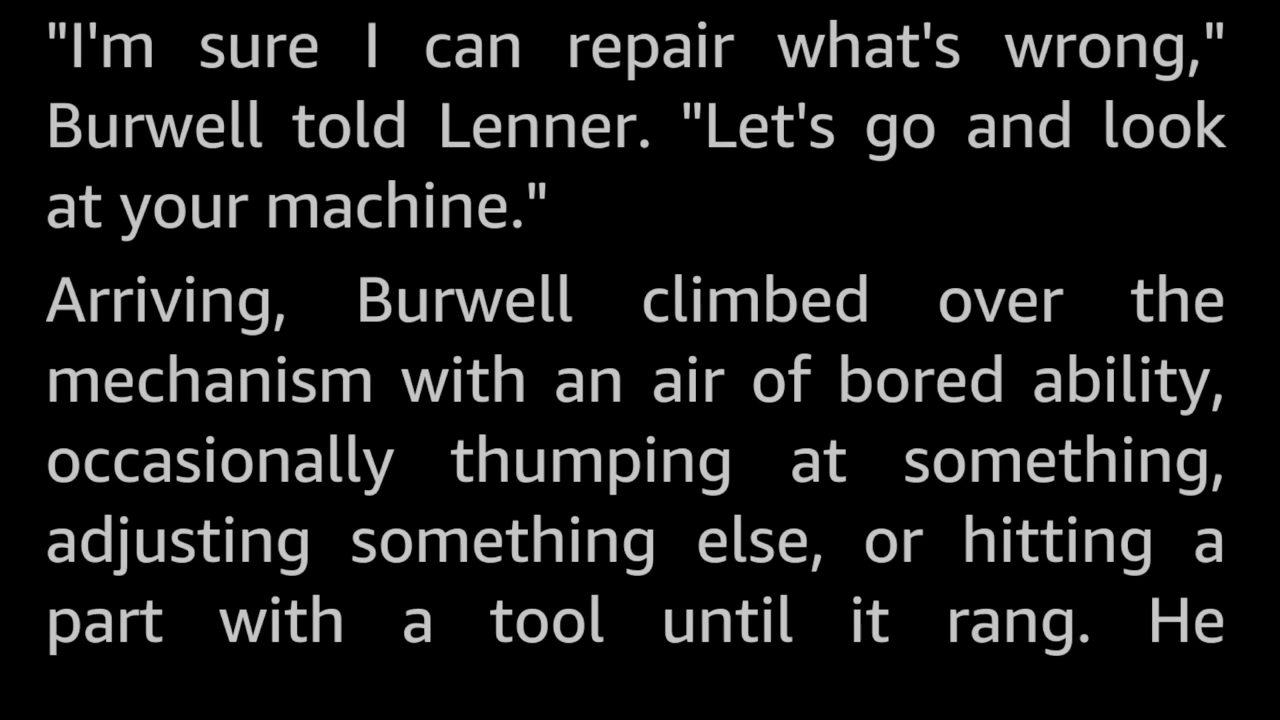 "I'm sure I can repair what's wrong,"
Burwell told Lenner. "Let's go and look
at your machine."
Arriving, Burwell climbed over the
mechanism with an air of bored ability,
occasionally thumping at something,
adjusting something else, or hitting a
part with a tool until it rang. He